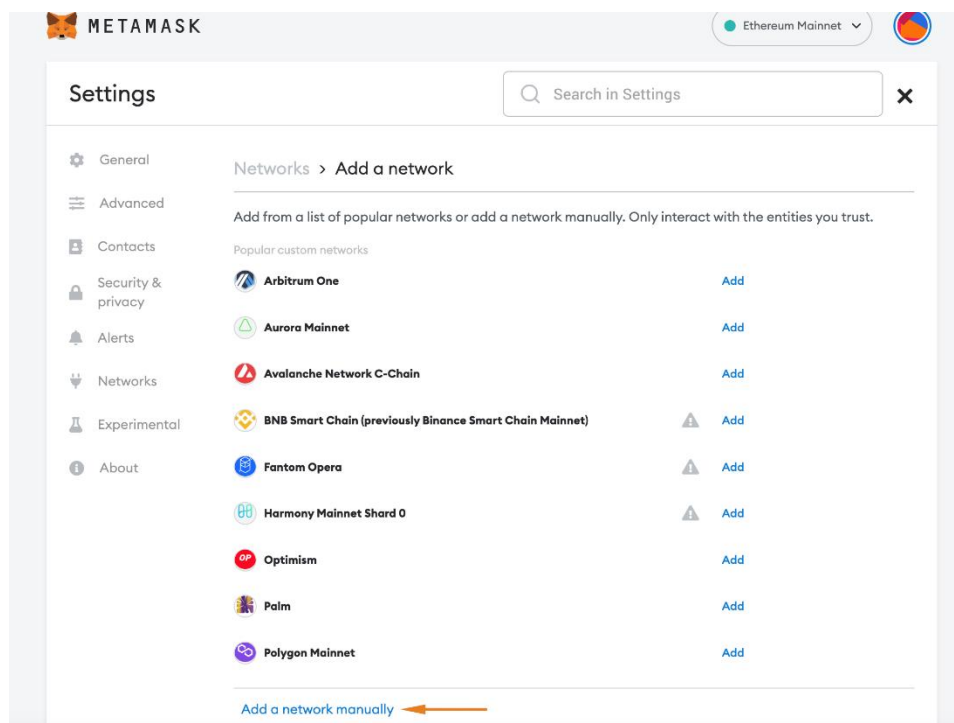 METAMASK
Ethereum Mainnet
Settings
Search in Settings
General
Advanced
Contacts
Security &
privacy
Alerts
Networks
Experimental
About
Networks > Add a network
Add from a list of popular networks or add a network manually. Only interact with the entities you trust.
Popular custom networks
Arbitrum One Add
Aurora Mainnet Add
Avalanche Network C-Chain Add
BNB Smart Chain (previously Binance Smart Chain Mainnet) Add
Fantom Opera Add
Harmony Mainnet Shard 0 Add
OP Optimism Add
Palm Add
Polygon Mainnet Add
Add a network manually